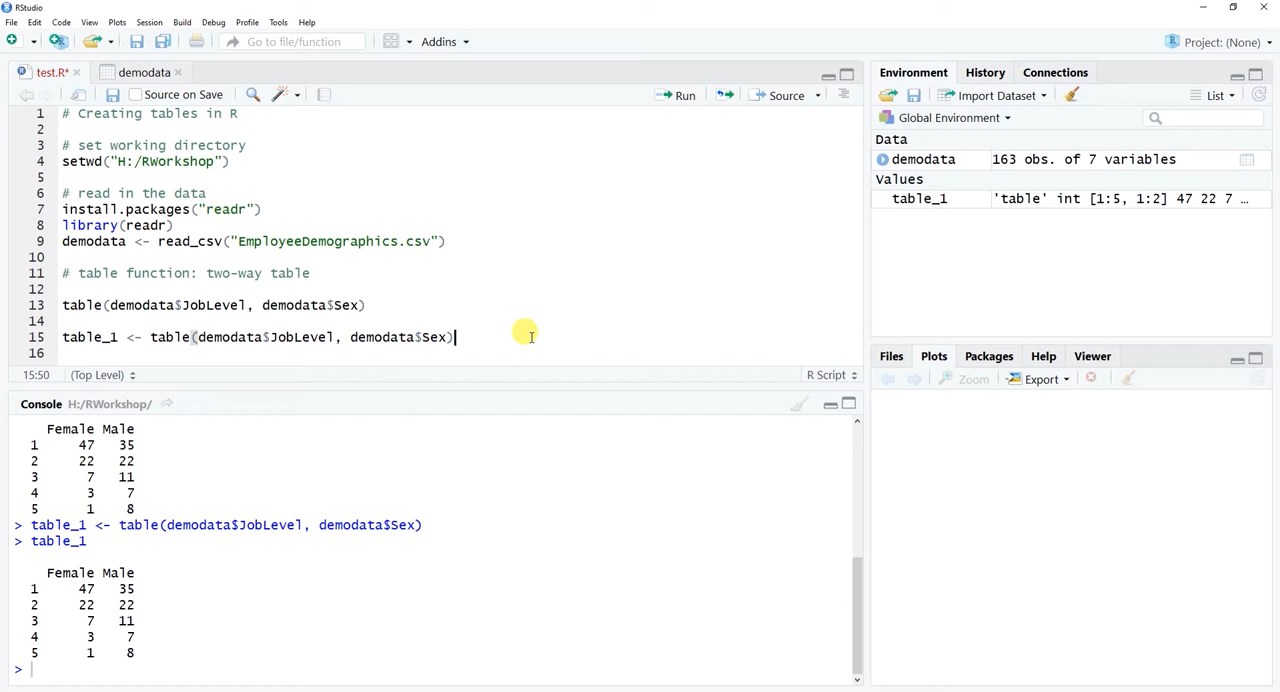 RStudio
File Edit Code View Plots Session Build Debug Profile Tools Help
Go to file/function Addins Project: (None)
test.R* demodata
Source on Save Run Source
1 # Creating tables in R
2
3 # set working directory
4 setwd("H:/RWorkshop")
5
6 # read in the data
7 install.packages("readr")
8 library(readr)
9 demodata <- read_csv("EmployeeDemographics.csv")
10
11 # table function: two-way table
12
13 table(demodata$JobLevel, demodata$Sex)
14
15 table_1 <- table(demodata$JobLevel, demodata$Sex)
16
15:50 (Top Level) R Script
Console H:/RWorkshop/
Female Male
1 47 35
2 22 22
3 7 11
4 3 7
5 1 8
> table_1 <- table(demodata$JobLevel, demodata$Sex)
> table_1
Female Male
1 47 35
2 22 22
3 7 11
4 3 7
5 1 8
>
Environment History Connections
Import Dataset List
Global Environment
Data
demodata 163 obs. of 7 variables
Values
table_1 'table' int [1:5, 1:2] 47 22 7 …
Files Plots Packages Help Viewer
Zoom Export